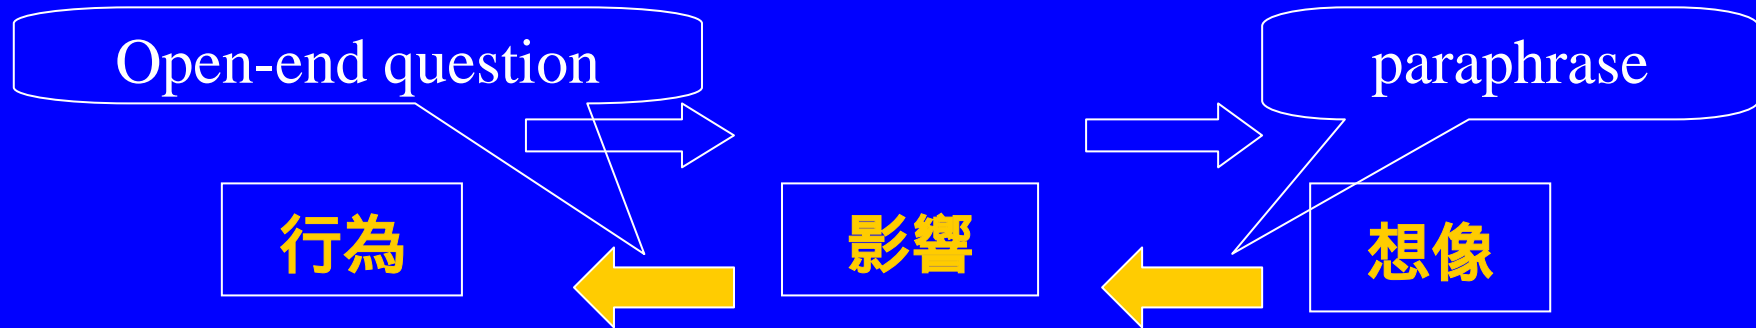 Open-end question
paraphrase
行為
影響
想像